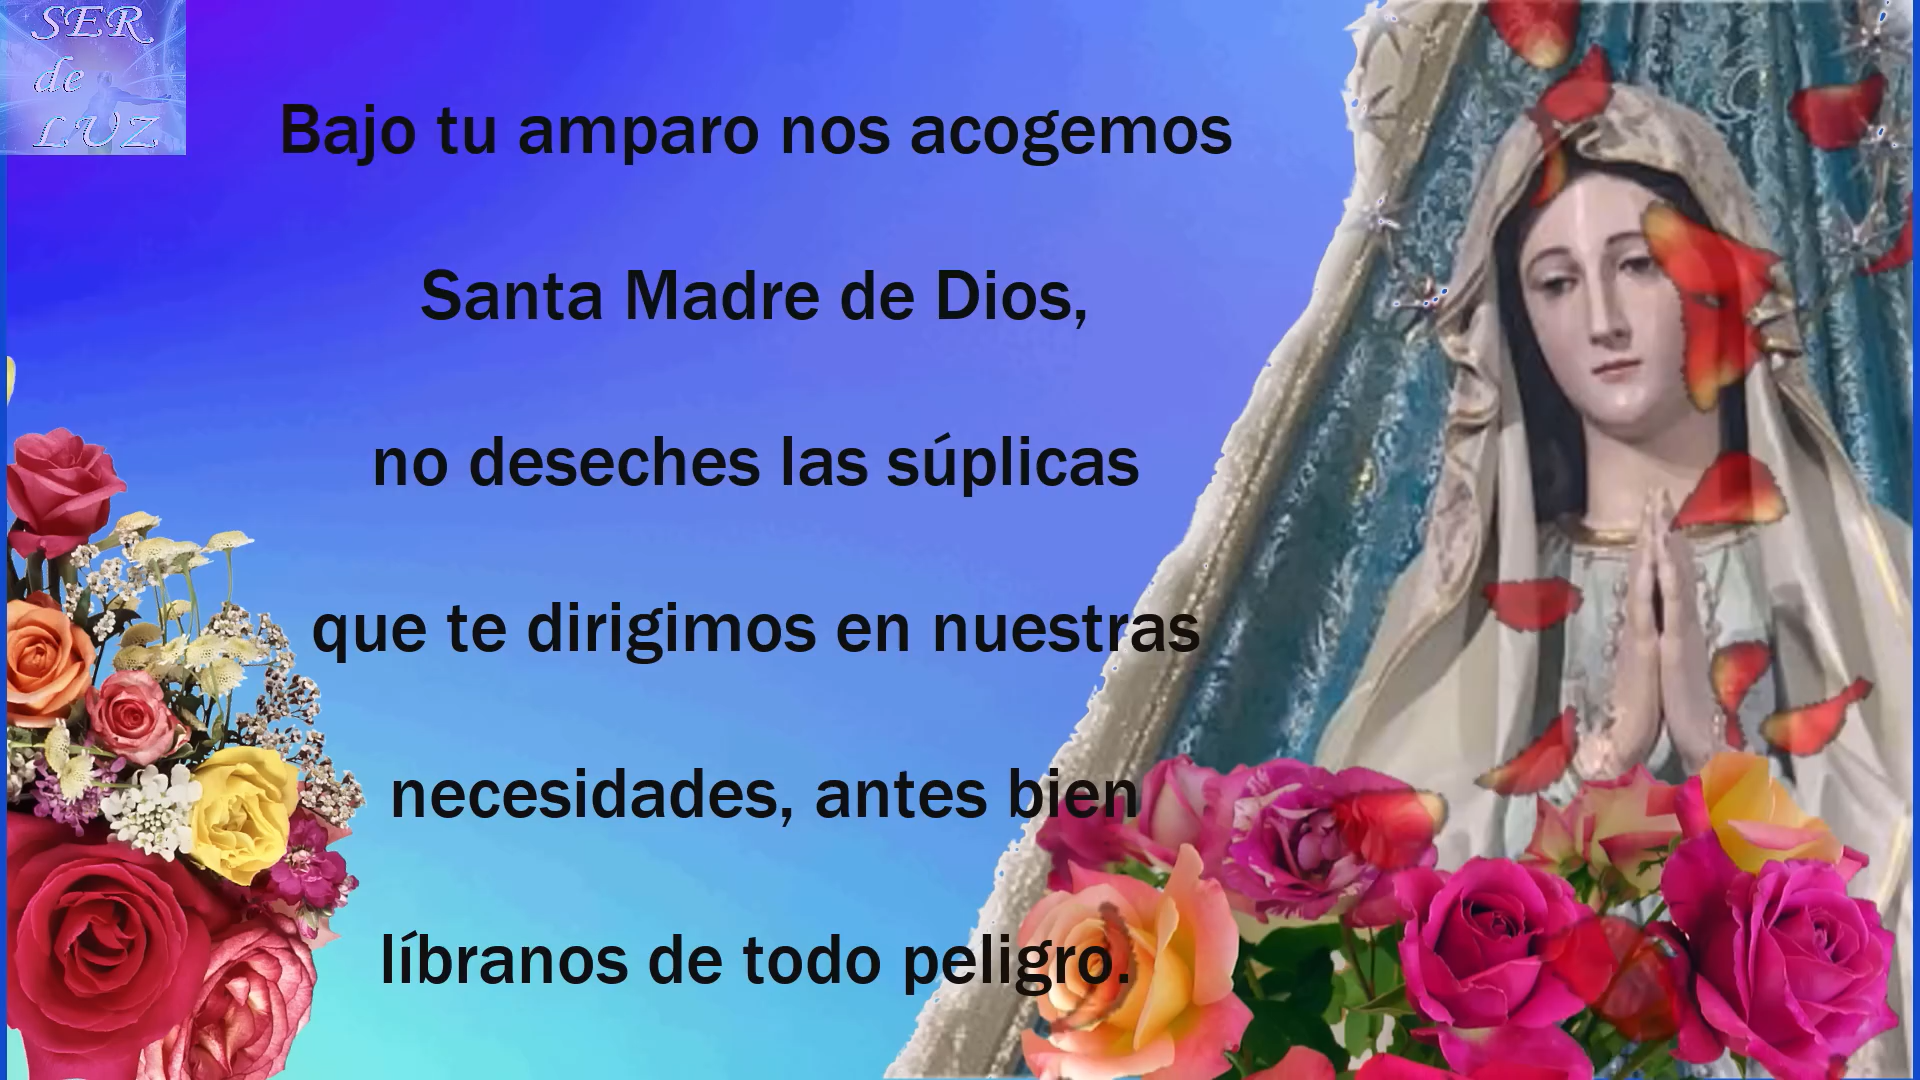 SER
de
LUZ
Bajo tu amparo nos acogemos
Santa Madre de Dios,
no deseches las súplicas
que te dirigimos en nuestras
necesidades, antes bien
líbranos de todo peligro.